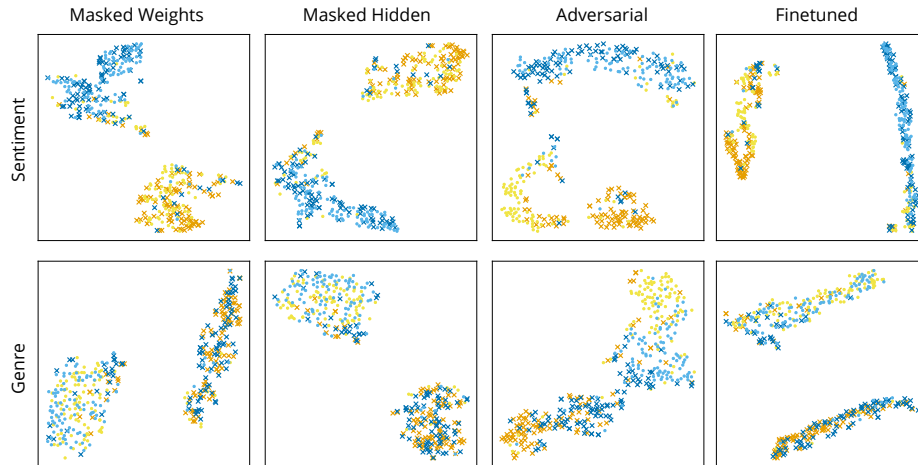 Masked Weights
Masked Hidden
Adversarial
Finetuned
Sentiment
Genre